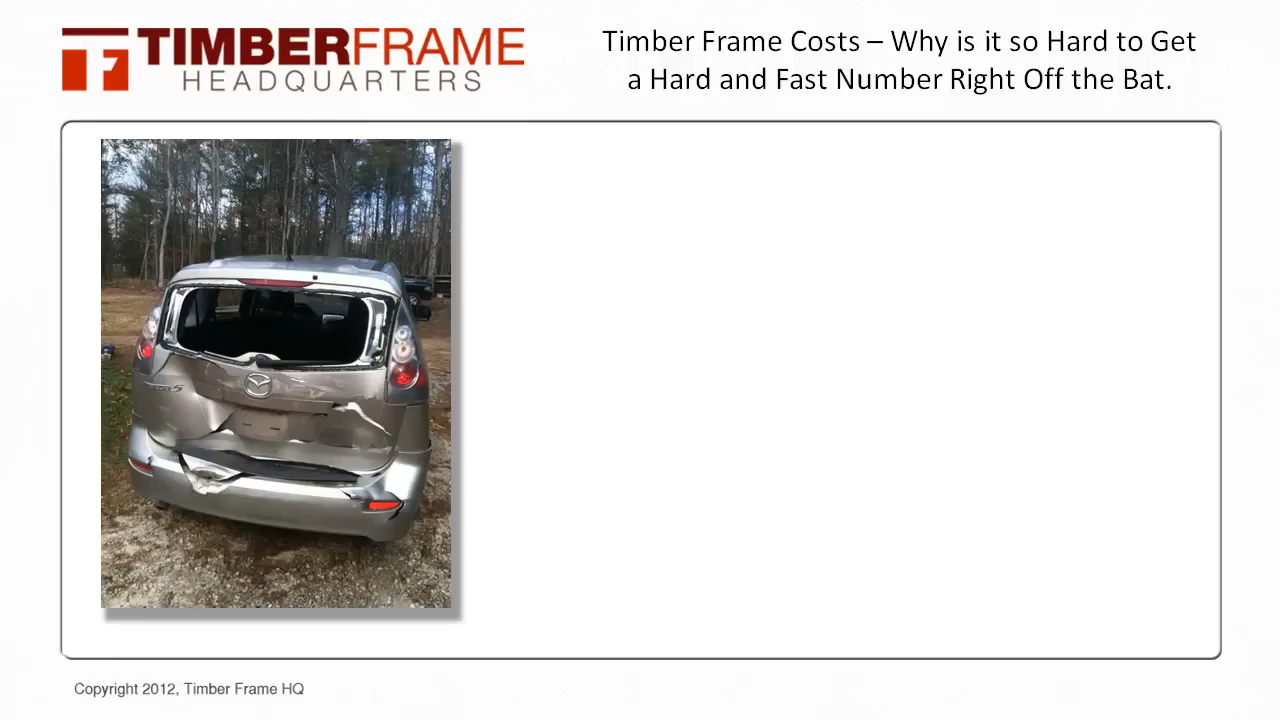 TIMBERFRAME
HEADQUARTERS
Timber Frame Costs – Why is it so Hard to Get
a Hard and Fast Number Right Off the Bat.
Copyright 2012, Timber Frame HQ